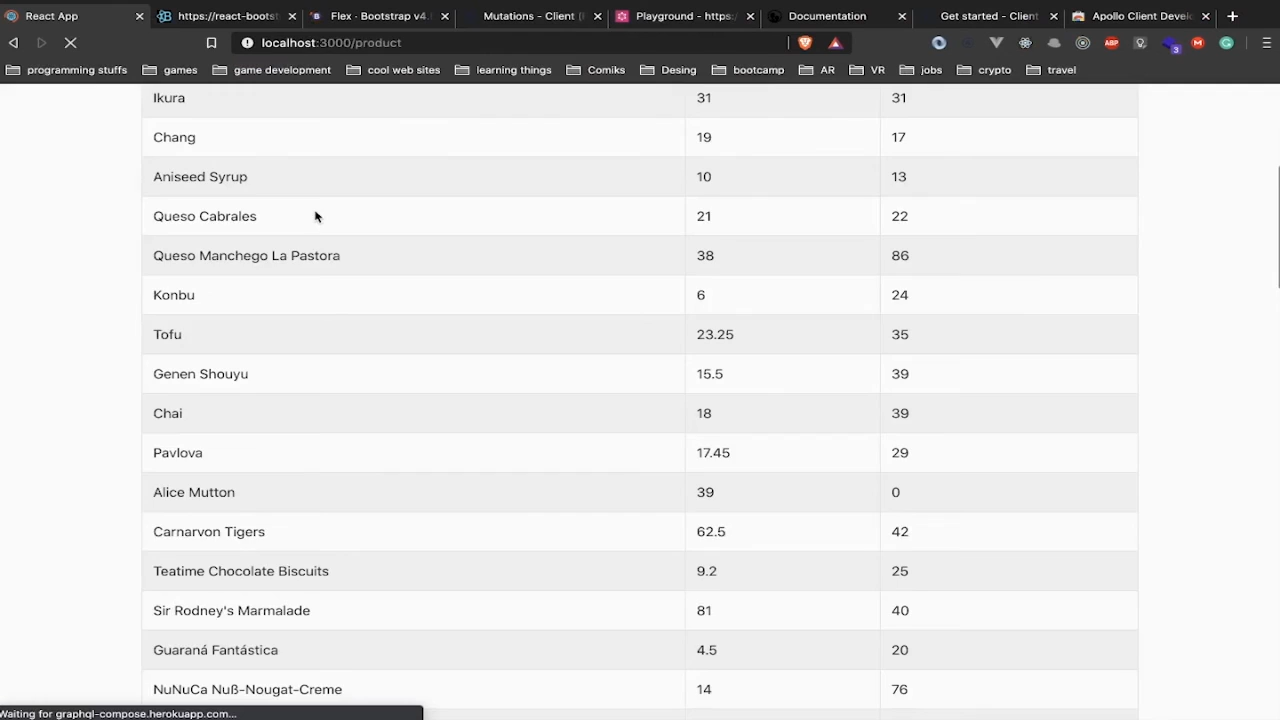 React App
https://react-boots
Flex · Bootstrap v4.
Mutations - Client (
Playground - https:/
Documentation
Get started - Client
Apollo Client Devel
localhost:3000/product
ABP
3
programming stuffs
games
game development
cool web sites
learning things
Comiks
Desing
bootcamp
AR
VR
jobs
crypto
travel
Ikura 31 31
Chang 19 17
Aniseed Syrup 10 13
Queso Cabrales 21 22
Queso Manchego La Pastora 38 86
Konbu 6 24
Tofu 23.25 35
Genen Shouyu 15.5 39
Chai 18 39
Pavlova 17.45 29
Alice Mutton 39 0
Carnarvon Tigers 62.5 42
Teatime Chocolate Biscuits 9.2 25
Sir Rodney's Marmalade 81 40
Guaraná Fantástica 4.5 20
NuNuCa Nuß-Nougat-Creme 14 76
Waiting for graphql-compose.herokuapp.com...